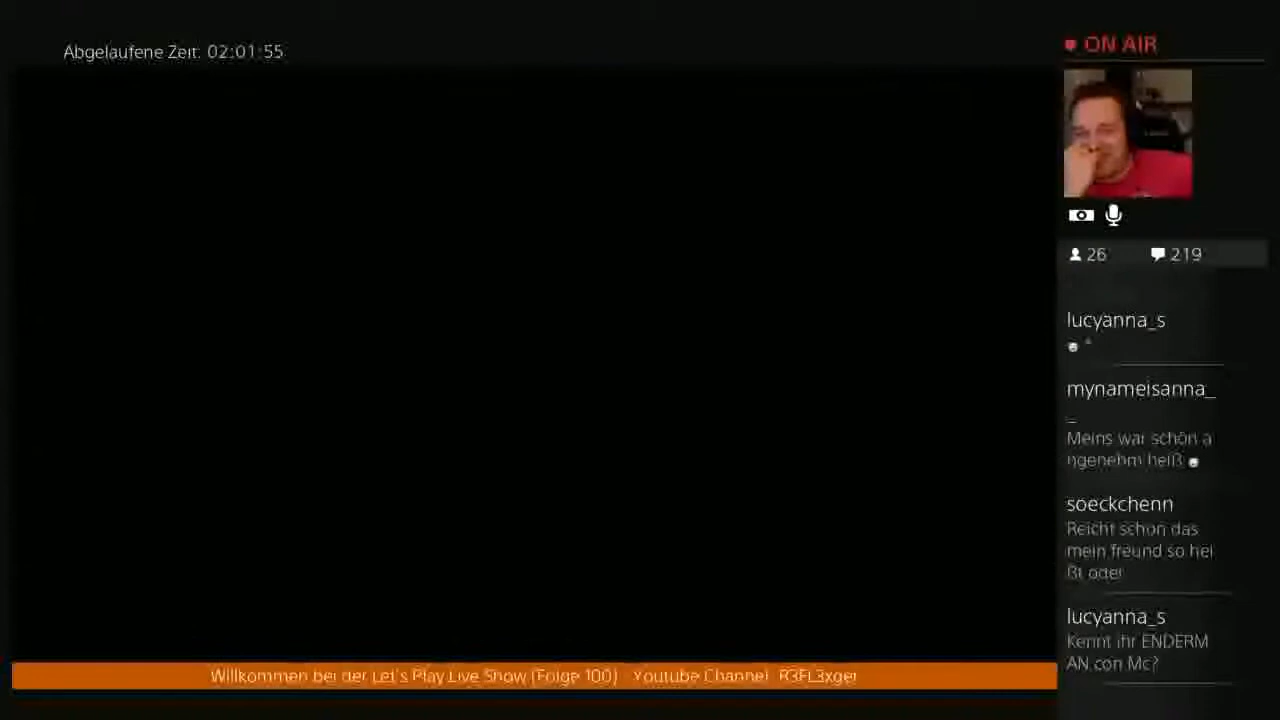 Abgelaufene Zeit: 02:01:55
ON AIR
26 219
lucyanna_s
mynameisanna_
_
Meins war schön a
ngenehm heiß
soeckchenn
Reicht schon das
mein freund so hei
ßt oder
lucyanna_s
Kennt ihr ENDERM
AN con Mc?
Willkommen bei der Let's Play Live Show (Folge 100) Youtube Channel